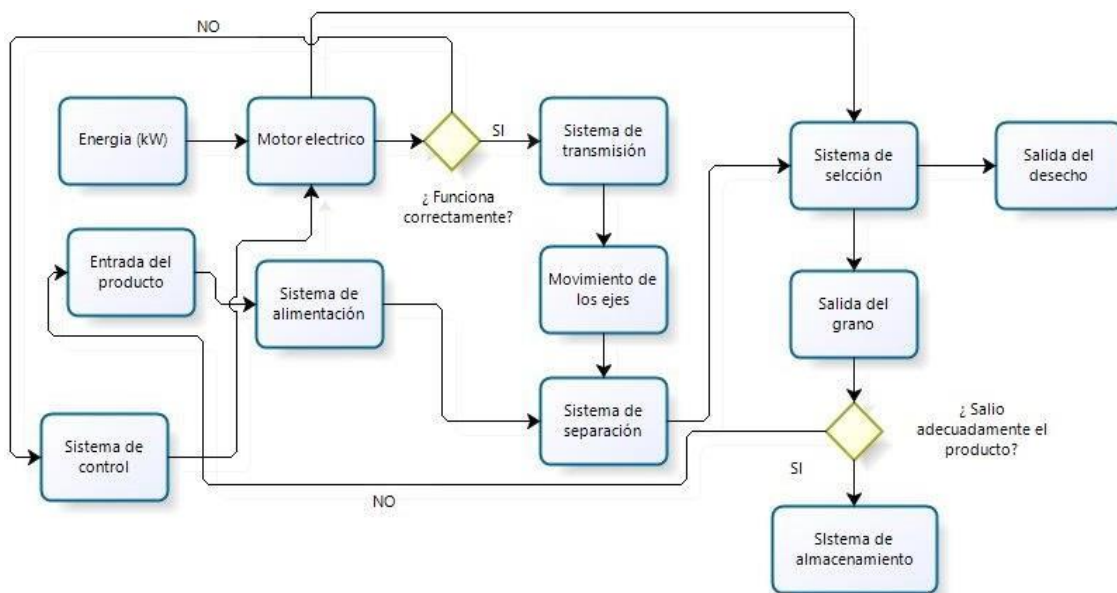 NO
Energia (kW)
Motor electrico
SI
Sistema de
transmisión
Sistema de
selcción
Salida del
desecho
¿ Funciona
correctamente?
Entrada del
producto
Sistema de
alimentación
Movimiento de
los ejes
Salida del
grano
Sistema de
control
Sistema de
separación
¿ Salio
adecuadamente el
producto?
SI
NO
SIstema de
almacenamiento